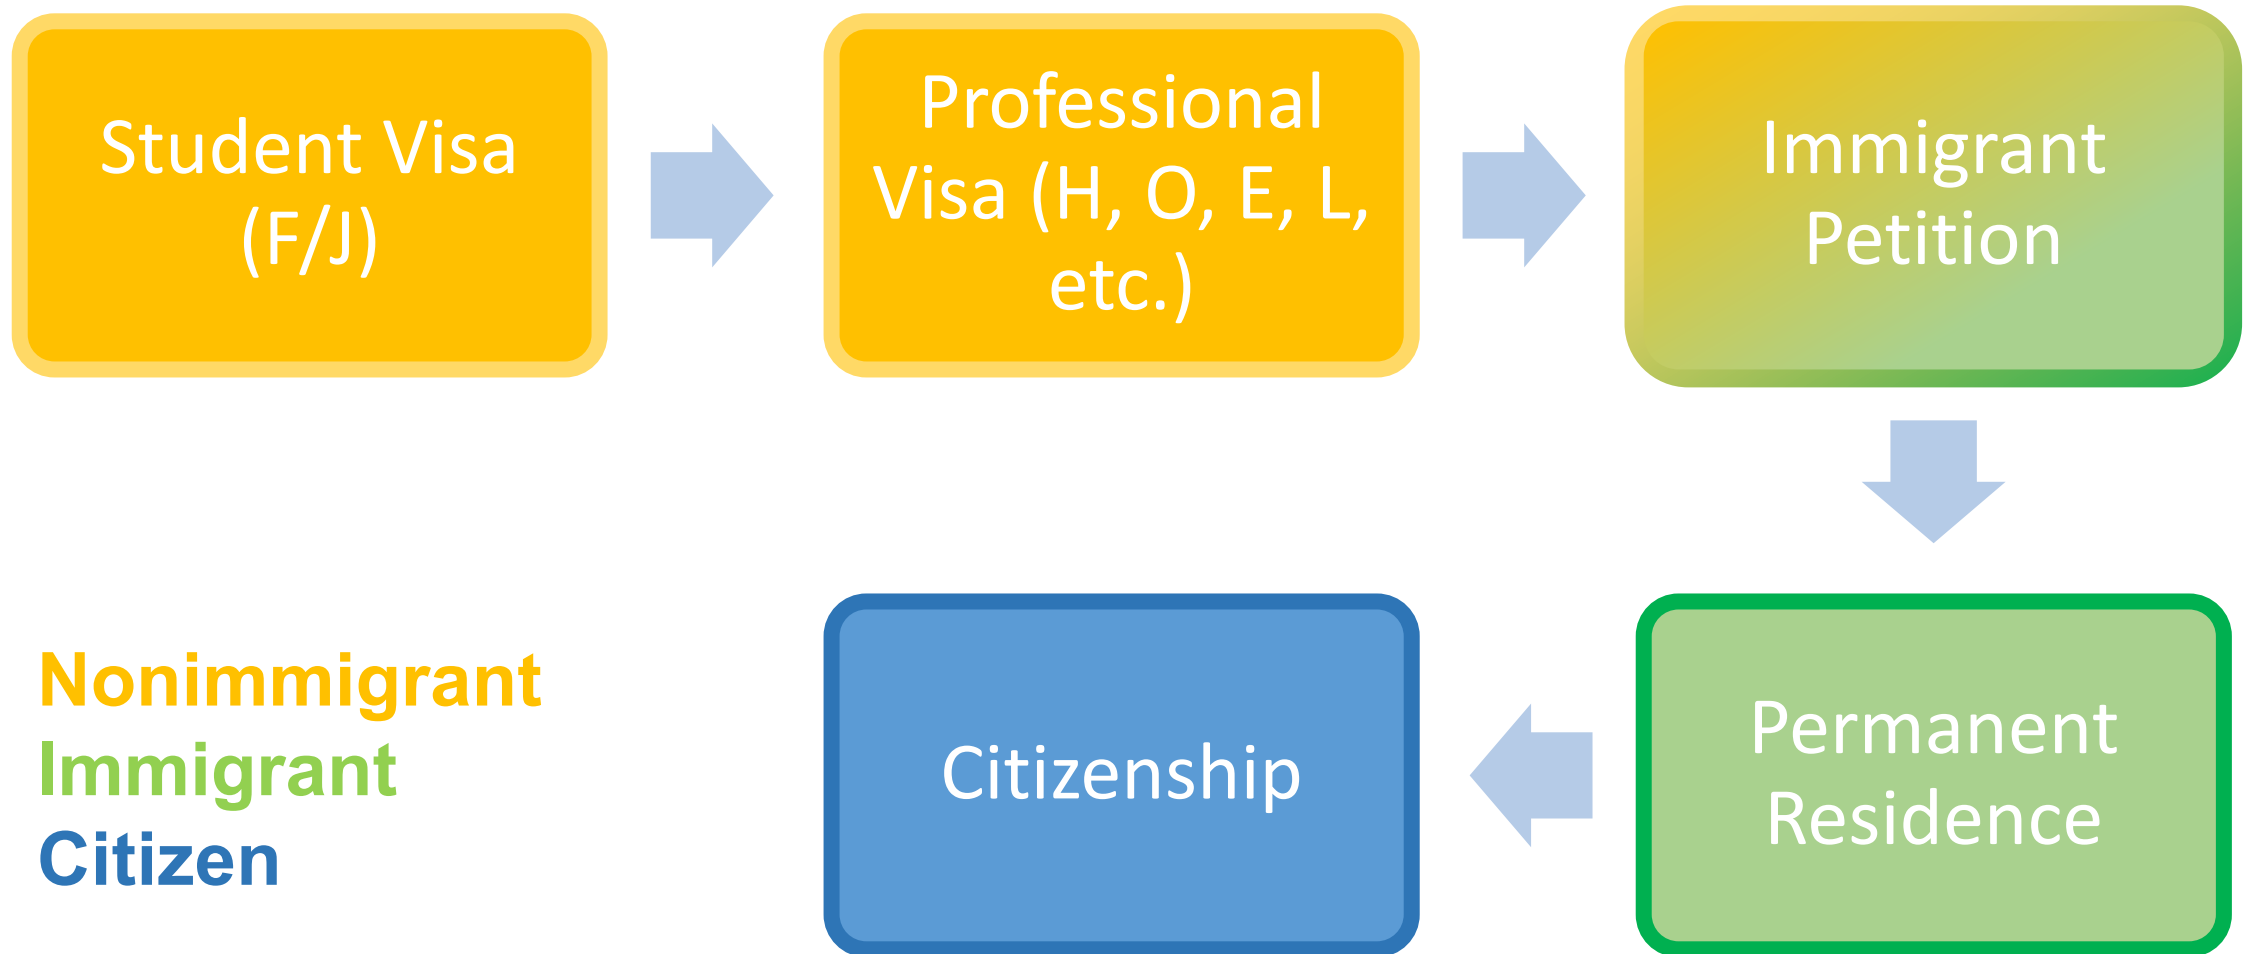 Student Visa
(F/J)
Professional
Visa (H, O, E, L,
etc.)
Immigrant
Petition
Permanent
Residence
Citizenship
Nonimmigrant
Immigrant
Citizen